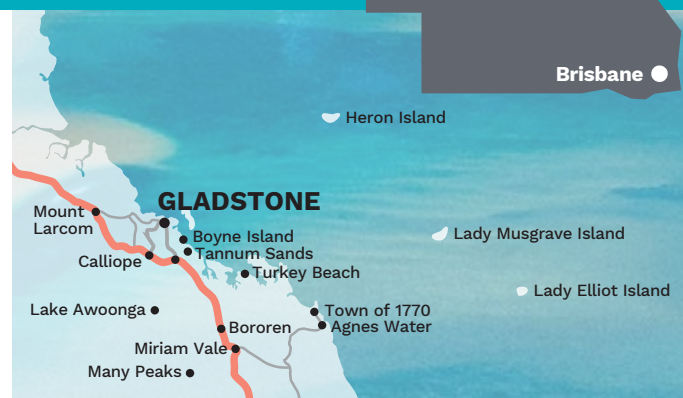 Brisbane
Heron Island
GLADSTONE
Mount
Larcom
Boyne Island
Lady Musgrave Island
Tannum Sands
Calliope
Turkey Beach
Lady Elliot Island
Lake Awoonga
Town of 1770
Bororen
Agnes Water
Miriam Vale
Many Peaks